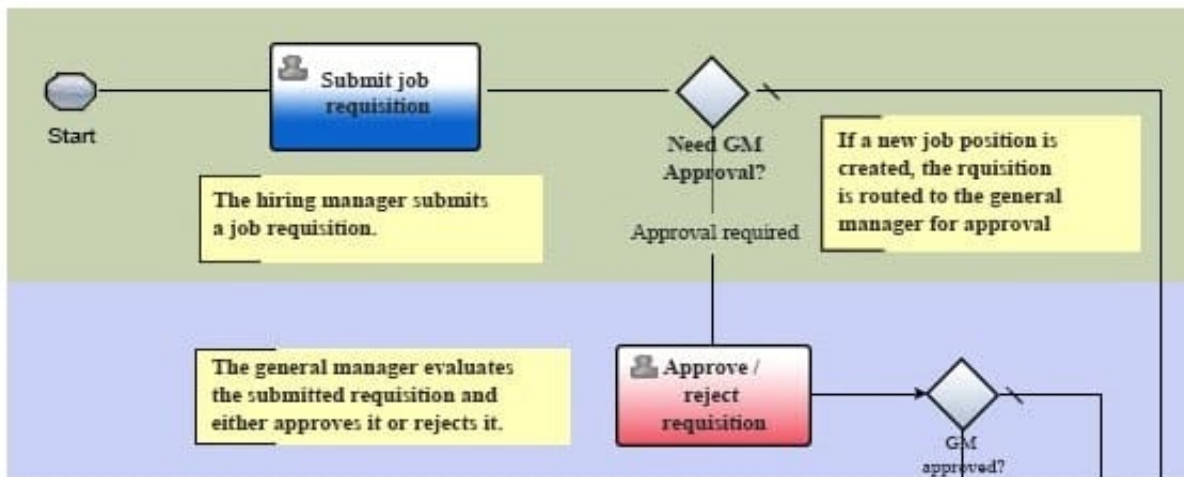 Start
Submit job
requisition
The hiring manager submits
a job requisition.
Need GM
Approval?
Approval required
If a new job position is
created, the rquisition
is routed to the general
manager for approval
The general manager evaluates
the submitted requisition and
either approves it or rejects it.
Approve /
reject
requisition
GM
approved?